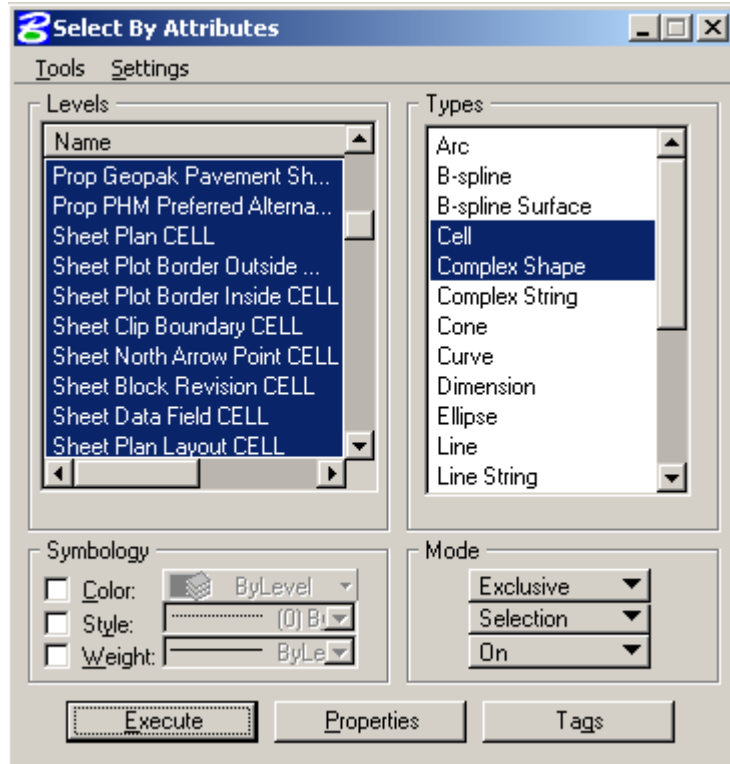 Select By Attributes
Tools Settings
Levels
Name
Prop Geopak Pavement Sh...
Prop PHM Preferred Alterna...
Sheet Plan CELL
Sheet Plot Border Outside ...
Sheet Plot Border Inside CELL
Sheet Clip Boundary CELL
Sheet North Arrow Point CELL
Sheet Block Revision CELL
Sheet Data Field CELL
Sheet Plan Layout CELL
Types
Arc
B-spline
B-spline Surface
Cell
Complex Shape
Complex String
Cone
Curve
Dimension
Ellipse
Line
Line String
Symbology
Color: ByLevel
Style: (0) By
Weight: ByLe
Mode
Exclusive
Selection
On
Execute Properties Tags